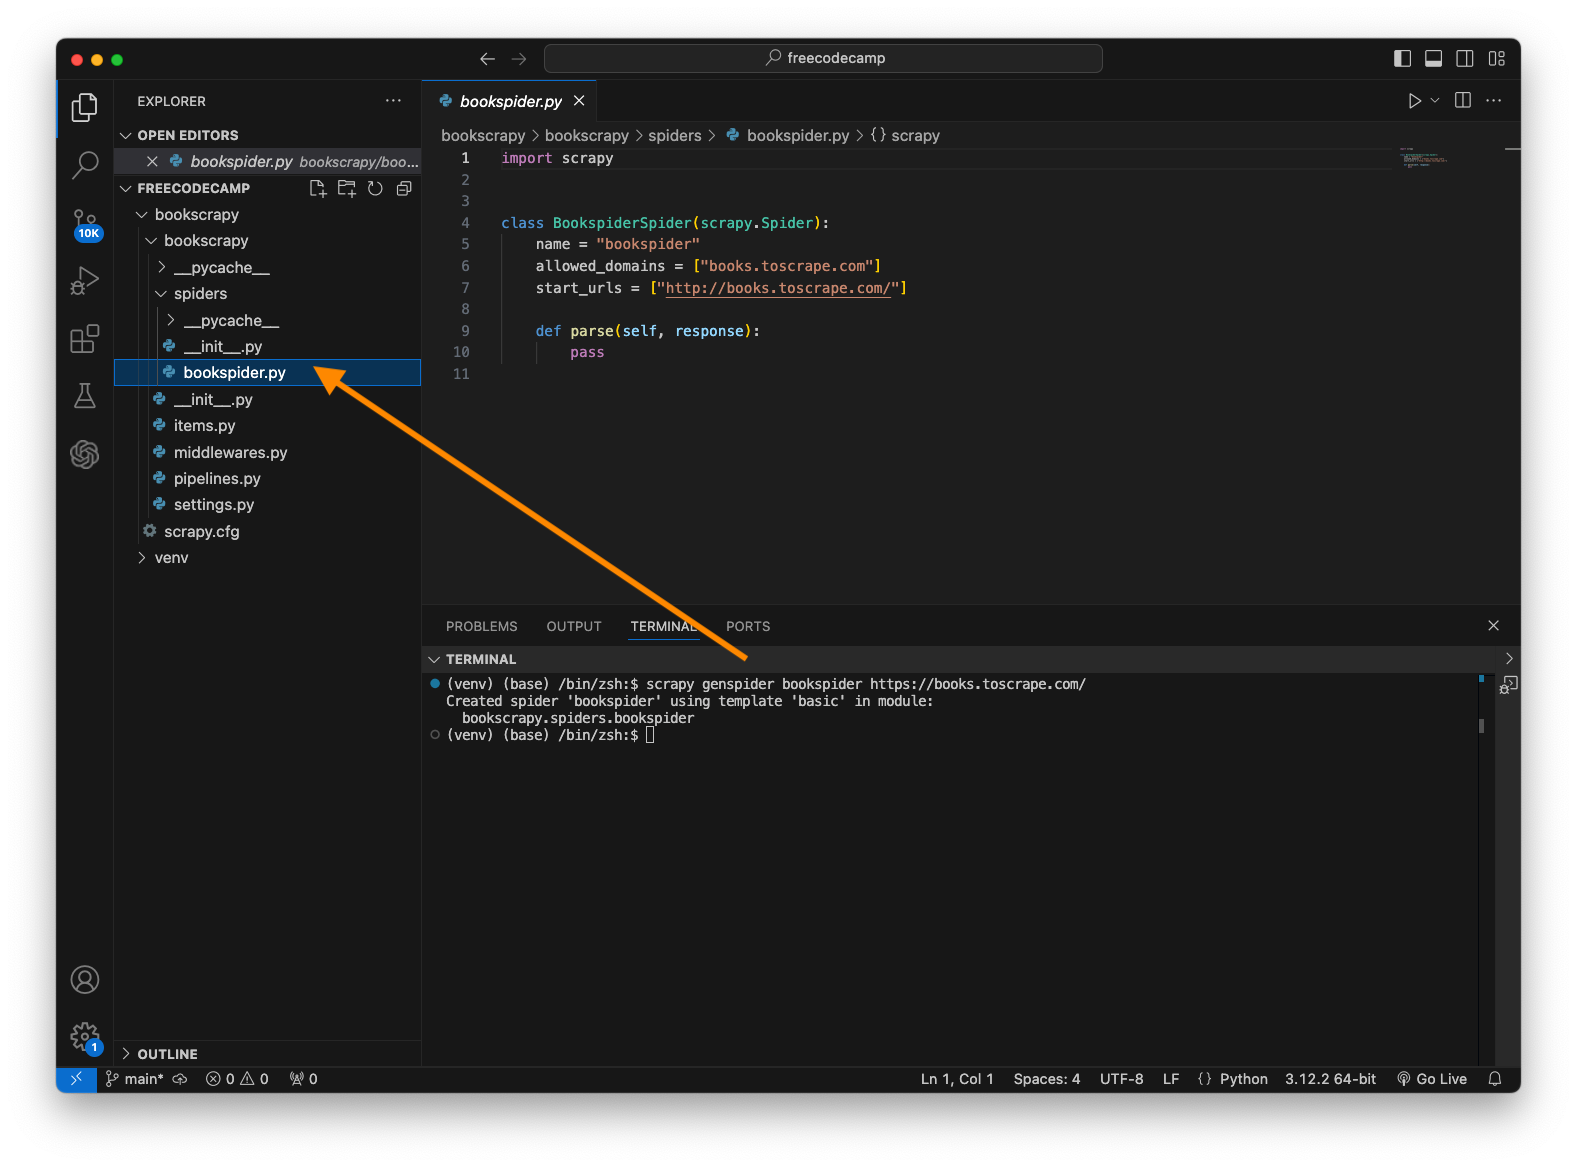 freecodecamp
EXPLORER
OPEN EDITORS
bookspider.py bookscrapy/boo...
FREECODECAMP
bookscrapy
bookscrapy
__pycache__
spiders
__pycache__
__init__.py
bookspider.py
__init__.py
items.py
middlewares.py
pipelines.py
settings.py
scrapy.cfg
venv
OUTLINE
10K
1
bookspider.py
bookscrapy > bookscrapy > spiders > bookspider.py > {} scrapy
1 import scrapy
2
3
4 class BookspiderSpider(scrapy.Spider):
5 name = "bookspider"
6 allowed_domains = ["books.toscrape.com"]
7 start_urls = ["http://books.toscrape.com/"]
8
9 def parse(self, response):
10 pass
11
PROBLEMS OUTPUT TERMINAL PORTS
TERMINAL
(venv) (base) /bin/zsh:$ scrapy genspider bookspider https://books.toscrape.com/
Created spider 'bookspider' using template 'basic' in module:
bookscrapy.spiders.bookspider
(venv) (base) /bin/zsh:$
main* 0 0 0 Ln 1, Col 1 Spaces: 4 UTF-8 LF {} Python 3.12.2 64-bit Go Live